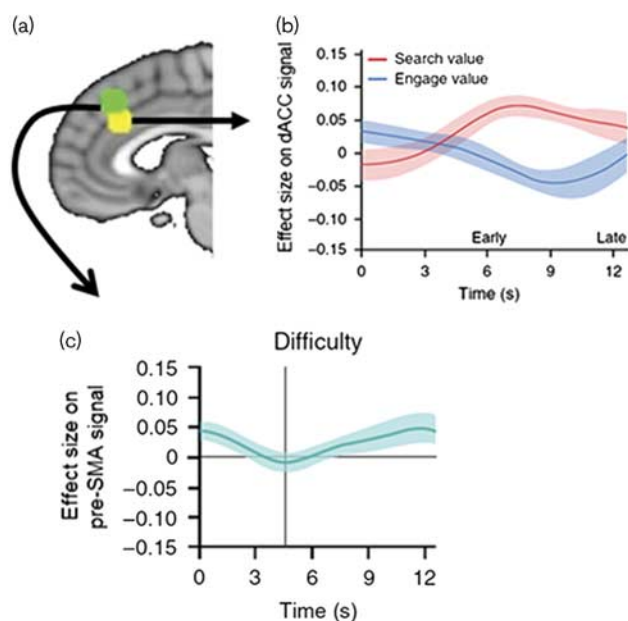 (a)
(b)
Effect size on dACC signal
0.15
0.10
0.05
0
−0.05
−0.10
−0.15
Search value
Engage value
Early
Late
0
3
6
9
12
Time (s)
(c)
Difficulty
Effect size on
pre-SMA signal
0.15
0.10
0.05
0
−0.05
−0.10
−0.15
0
3
6
9
12
Time (s)